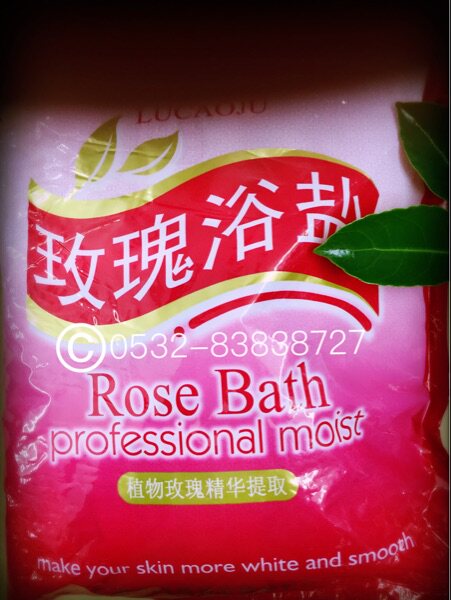 LUCAOJU
玫瑰浴盐
©0532-83838727
Rose Bath
professional moist
植物玫瑰精华提取
make your skin more white and smooth